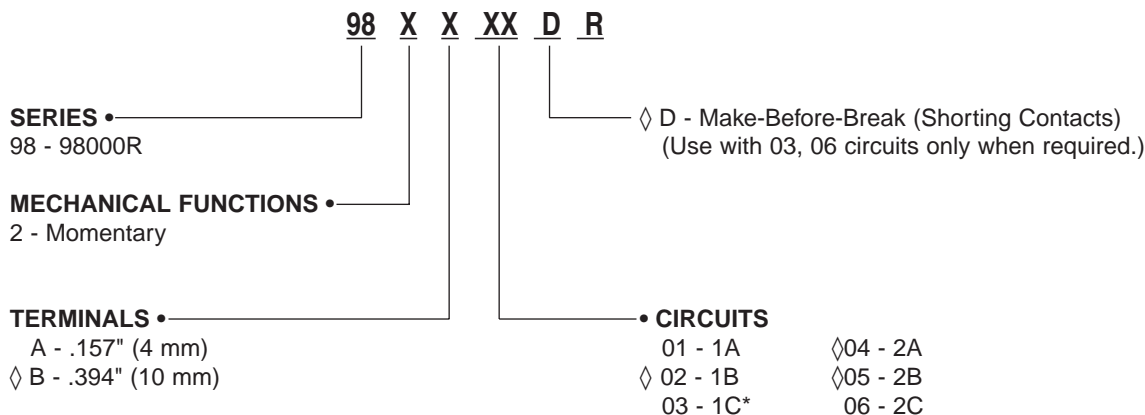 98 X X XX D R
SERIES •
98 - 98000R
◊ D - Make-Before-Break (Shorting Contacts)
(Use with 03, 06 circuits only when required.)
MECHANICAL FUNCTIONS •
2 - Momentary
TERMINALS •
A - .157" (4 mm)
◊ B - .394" (10 mm)
• CIRCUITS
01 - 1A ◊04 - 2A
◊ 02 - 1B ◊05 - 2B
03 - 1C* 06 - 2C